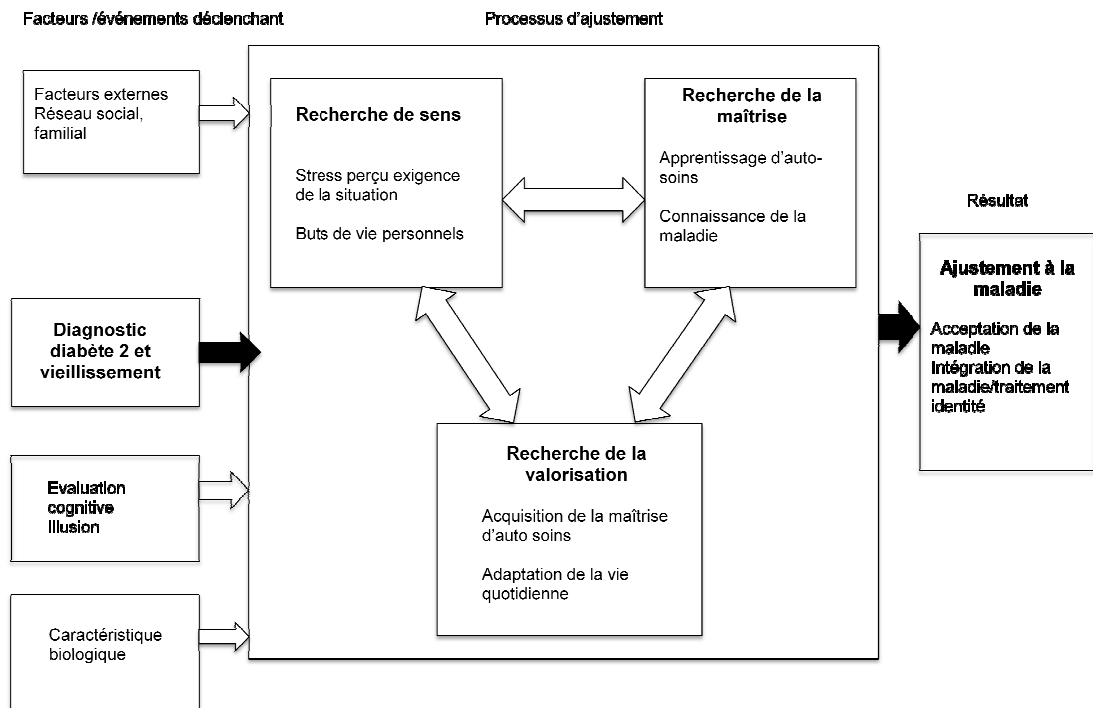 Facteurs /événements déclenchant
Processus d'ajustement
Facteurs externes
Réseau social,
familial
Diagnostic
diabète 2 et
vieillissement
Evaluation
cognitive
Illusion
Caractéristique
biologique
Recherche de sens
Stress perçu exigence
de la situation
Buts de vie personnels
Recherche de la
maîtrise
Apprentissage d'auto-
soins
Connaissance de la
maladie
Recherche de la
valorisation
Acquisition de la maîtrise
d'auto soins
Adaptation de la vie
quotidienne
Résultat
Ajustement à la
maladie
Acceptation de la
maladie
Intégration de la
maladie/traitement
identité